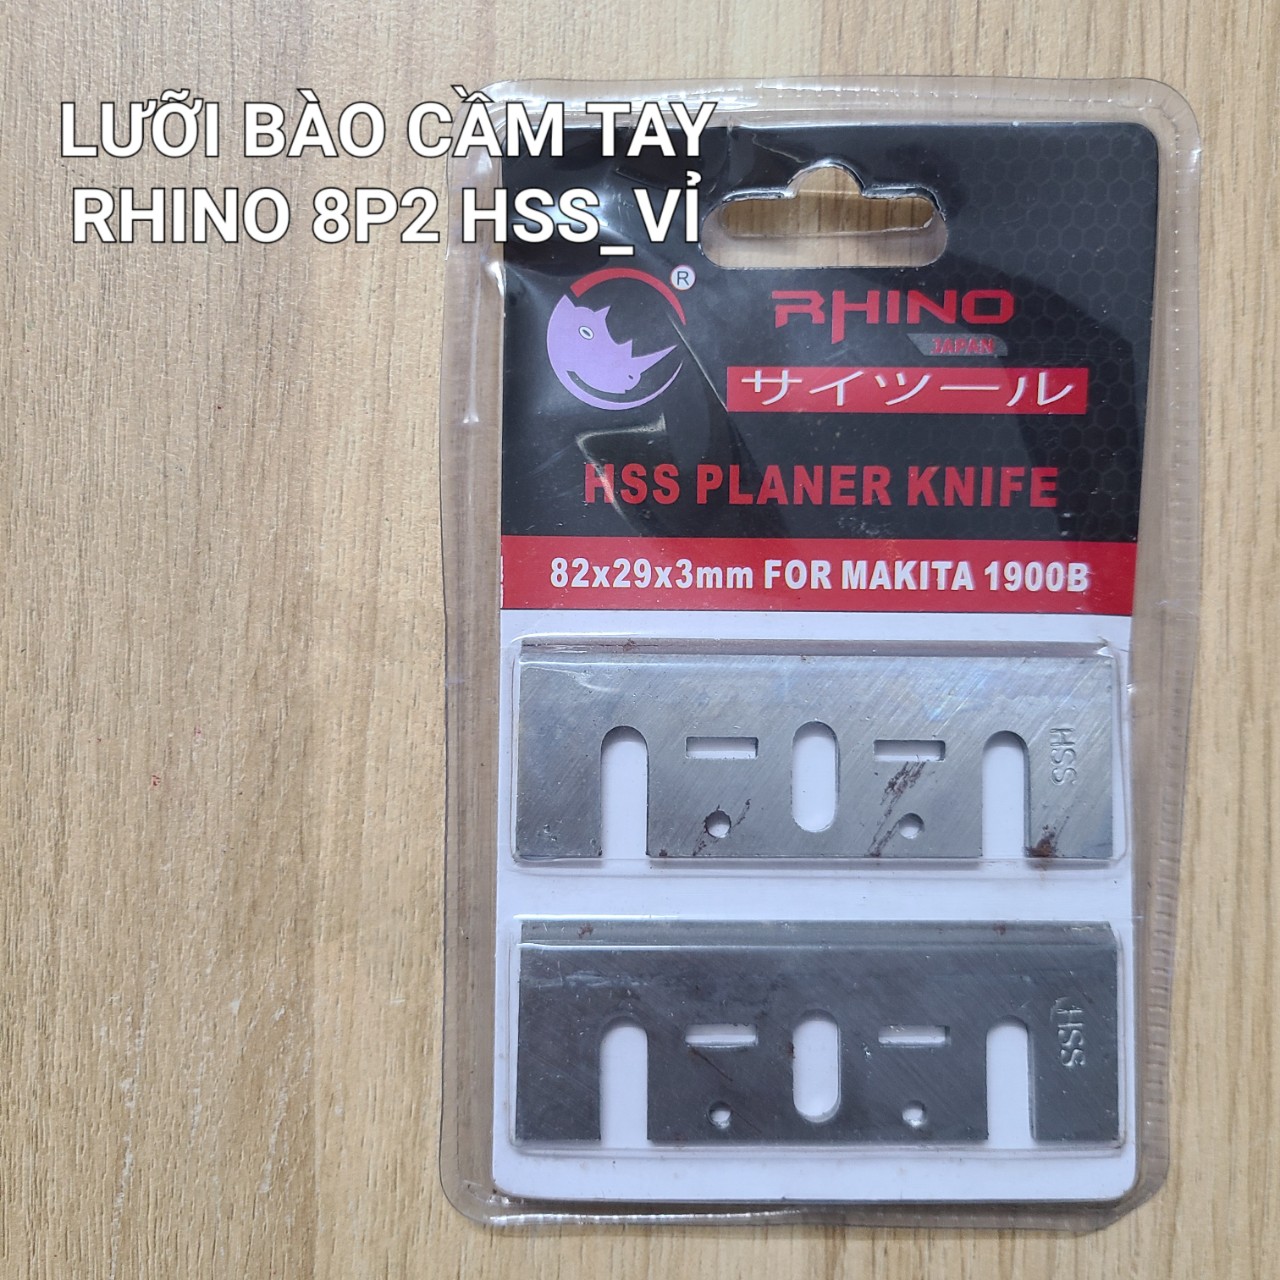 LƯỠI BÀO CẦM TAY
RHINO 8P2 HSS_VỈ
®
RHINO
JAPAN
サイツール
HSS PLANER KNIFE
82x29x3mm FOR MAKITA 1900B
HSS
HSS